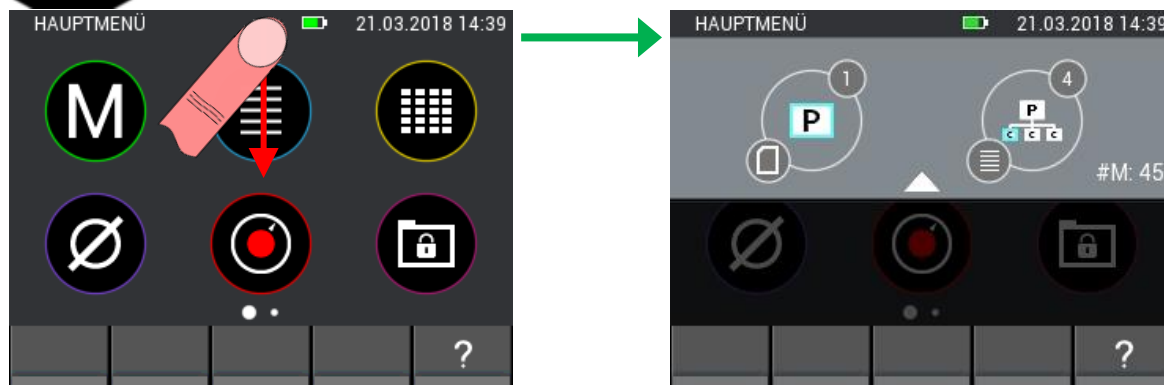 HAUPTMENÜ 21.03.2018 14:39
M
?
HAUPTMENÜ 21.03.2018 14:39
1 4
P P
C C C
#M: 45
?